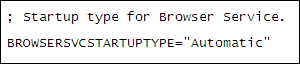 ; Startup type for Browser Service.
BROWSERSVCSTARTUPTYPE="Automatic"